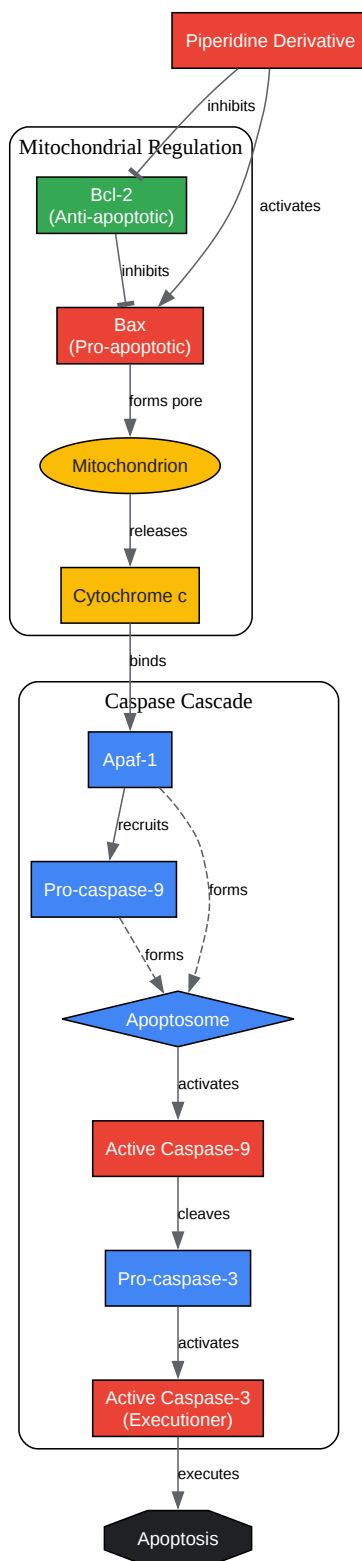 Piperidine Derivative
inhibits
Mitochondrial Regulation
Bcl-2
(Anti-apoptotic)
activates
inhibits
Bax
(Pro-apoptotic)
forms pore
Mitochondrion
releases
Cytochrome c
binds
Caspase Cascade
Apaf-1
recruits
Pro-caspase-9
forms
forms
Apoptosome
activates
Active Caspase-9
cleaves
Pro-caspase-3
activates
Active Caspase-3
(Executioner)
executes
Apoptosis